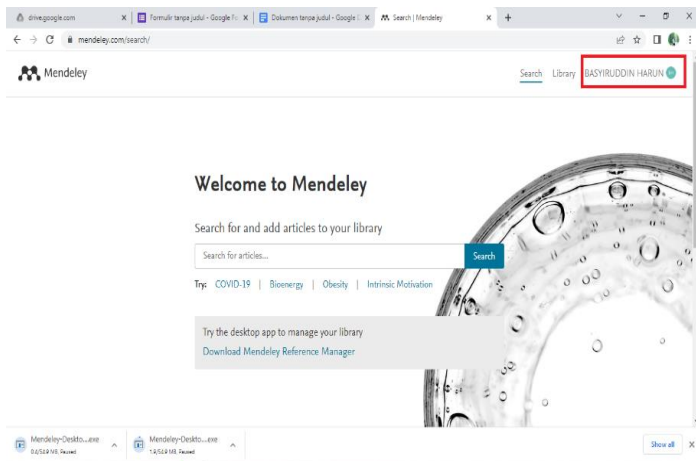 drive.google.com
Formulir tanpa judul - Google Fo
Dokumen tanpa judul - Google D
Search | Mendeley
mendeley.com/search/
Mendeley
Search Library BASYIRUDDIN HARUN
Welcome to Mendeley
Search for and add articles to your library
Search for articles...
Search
Try: COVID-19 | Bioenergy | Obesity | Intrinsic Motivation
Try the desktop app to manage your library
Download Mendeley Reference Manager
Mendeley-Deskto....exe
Mendeley-Deskto....exe
Show all